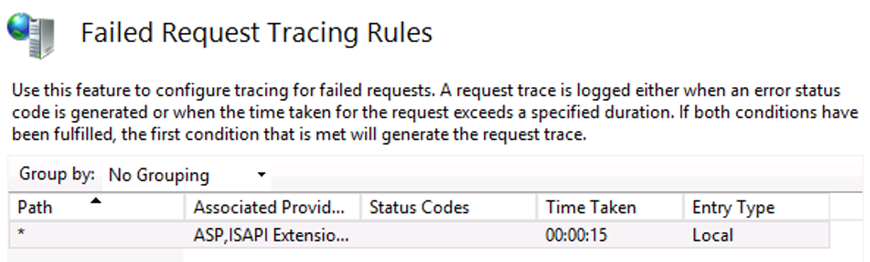 Failed Request Tracing Rules
Use this feature to configure tracing for failed requests. A request trace is logged either when an error status
code is generated or when the time taken for the request exceeds a specified duration. If both conditions have
been fulfilled, the first condition that is met will generate the request trace.
Group by: No Grouping
Path Associated Provid... Status Codes Time Taken Entry Type
* ASP,ISAPI Extensio... 00:00:15 Local